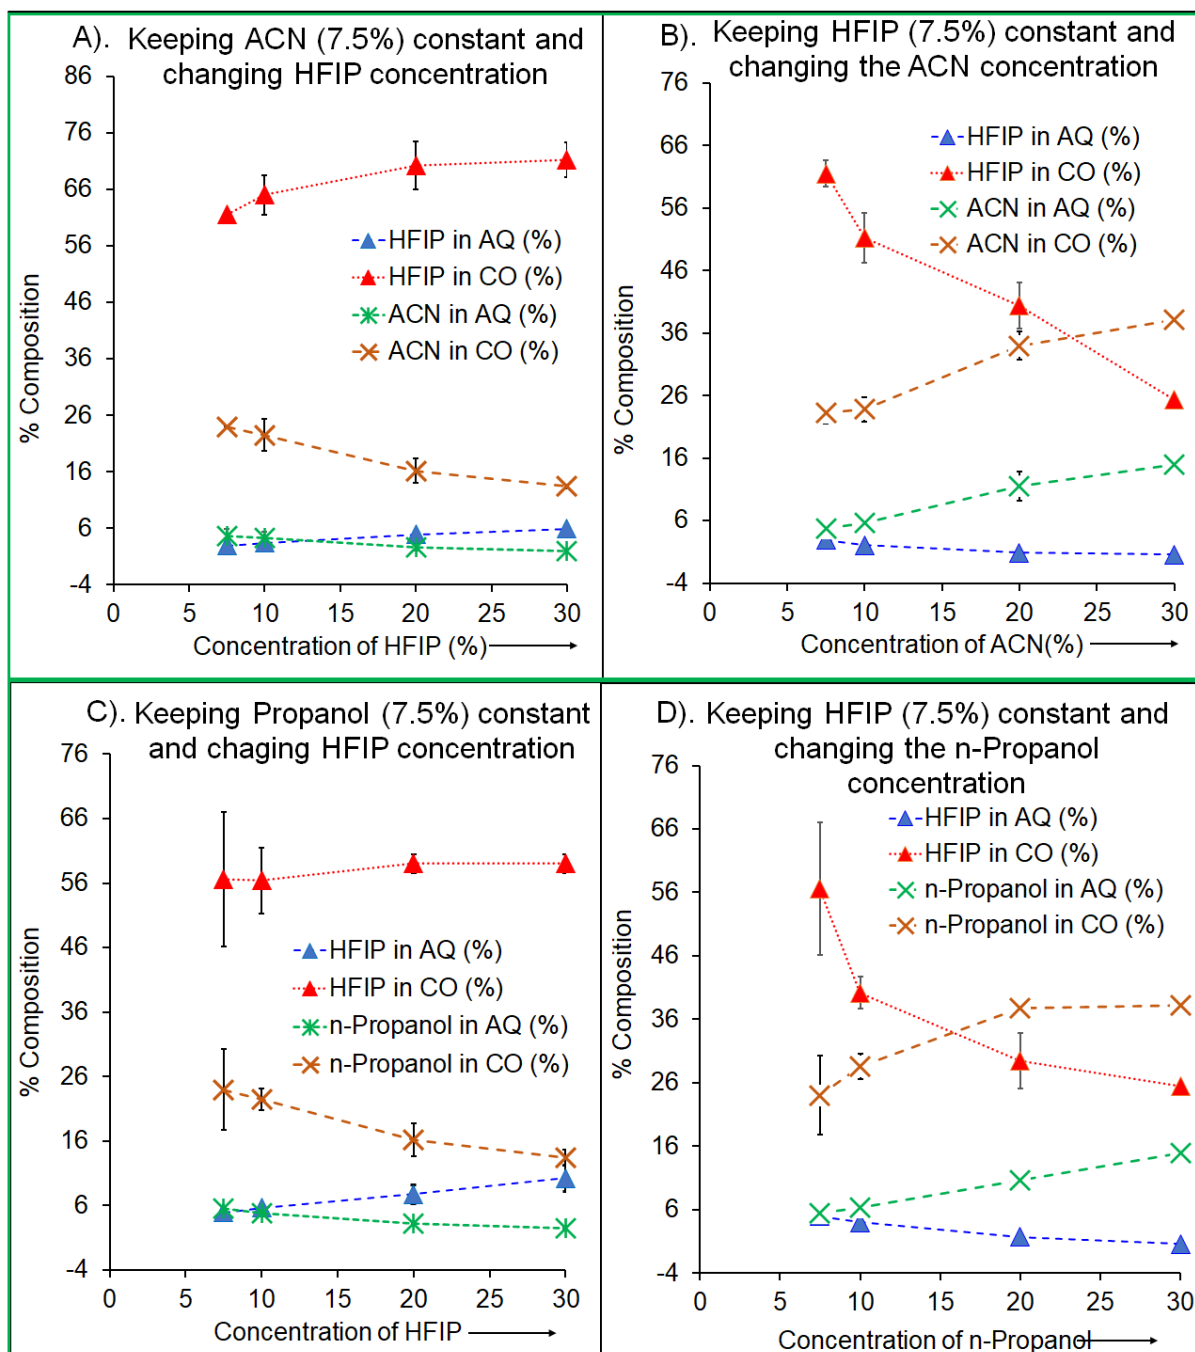 A). Keeping ACN (7.5%) constant and
changing HFIP concentration
86
76
66
56
46
36
26
16
6
-4
% Composition
HFIP in AQ (%)
HFIP in CO (%)
ACN in AQ (%)
ACN in CO (%)
0 5 10 15 20 25 30
Concentration of HFIP (%)
B). Keeping HFIP (7.5%) constant and
changing the ACN concentration
76
66
56
46
36
26
16
6
-4
% Composition
HFIP in AQ (%)
HFIP in CO (%)
ACN in AQ (%)
ACN in CO (%)
0 5 10 15 20 25 30
Concentration of ACN(%)
C). Keeping Propanol (7.5%) constant
and chaging HFIP concentration
76
66
56
46
36
26
16
6
-4
% Composition
HFIP in AQ (%)
HFIP in CO (%)
n-Propanol in AQ (%)
n-Propanol in CO (%)
0 5 10 15 20 25 30
Concentration of HFIP
D). Keeping HFIP (7.5%) constant and
changing the n-Propanol
concentration
76
66
56
46
36
26
16
6
-4
% Composition
HFIP in AQ (%)
HFIP in CO (%)
n-Propanol in AQ (%)
n-Propanol in CO (%)
0 5 10 15 20 25 30
Concentration of n-Propanol